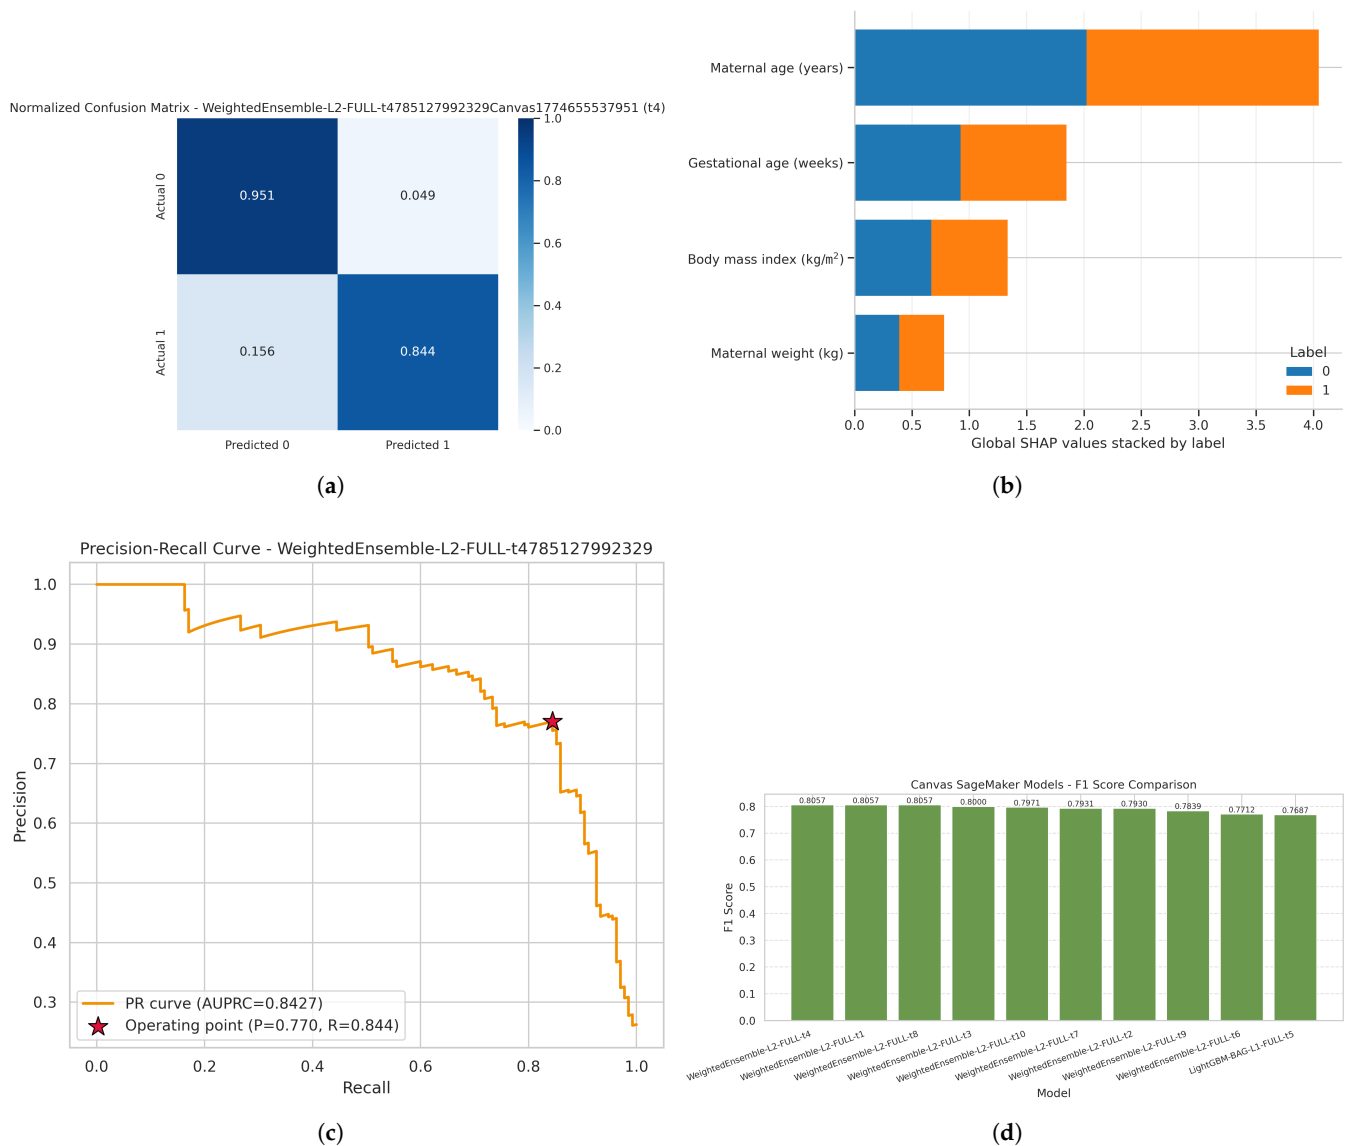 Normalized Confusion Matrix - WeightedEnsemble-L2-FULL-t4785127992329Canvas1774655537951 (t4)
Actual 0
Actual 1
0.951
0.049
0.156
0.844
Predicted 0
Predicted 1
1.0
0.8
0.6
0.4
0.2
0.0
(a)
Maternal age (years)
Gestational age (weeks)
Body mass index (kg/m²)
Maternal weight (kg)
Label
0
1
0.0 0.5 1.0 1.5 2.0 2.5 3.0 3.5 4.0
Global SHAP values stacked by label
(b)
Precision-Recall Curve - WeightedEnsemble-L2-FULL-t4785127992329
Precision
1.0
0.9
0.8
0.7
0.6
0.5
0.4
0.3
PR curve (AUPRC=0.8427)
Operating point (P=0.770, R=0.844)
0.0 0.2 0.4 0.6 0.8 1.0
Recall
(c)
Canvas SageMaker Models - F1 Score Comparison
F1 Score
0.8
0.7
0.6
0.5
0.4
0.3
0.2
0.1
0.0
0.8057 0.8057 0.8057 0.8000 0.7971 0.7931 0.7930 0.7839 0.7712 0.7687
WeightedEnsemble-L2-FULL-t4
WeightedEnsemble-L2-FULL-t1
WeightedEnsemble-L2-FULL-t8
WeightedEnsemble-L2-FULL-t3
WeightedEnsemble-L2-FULL-t10
WeightedEnsemble-L2-FULL-t7
WeightedEnsemble-L2-FULL-t2
WeightedEnsemble-L2-FULL-t9
WeightedEnsemble-L2-FULL-t6
LightGBM-BAG-L1-FULL-t5
Model
(d)